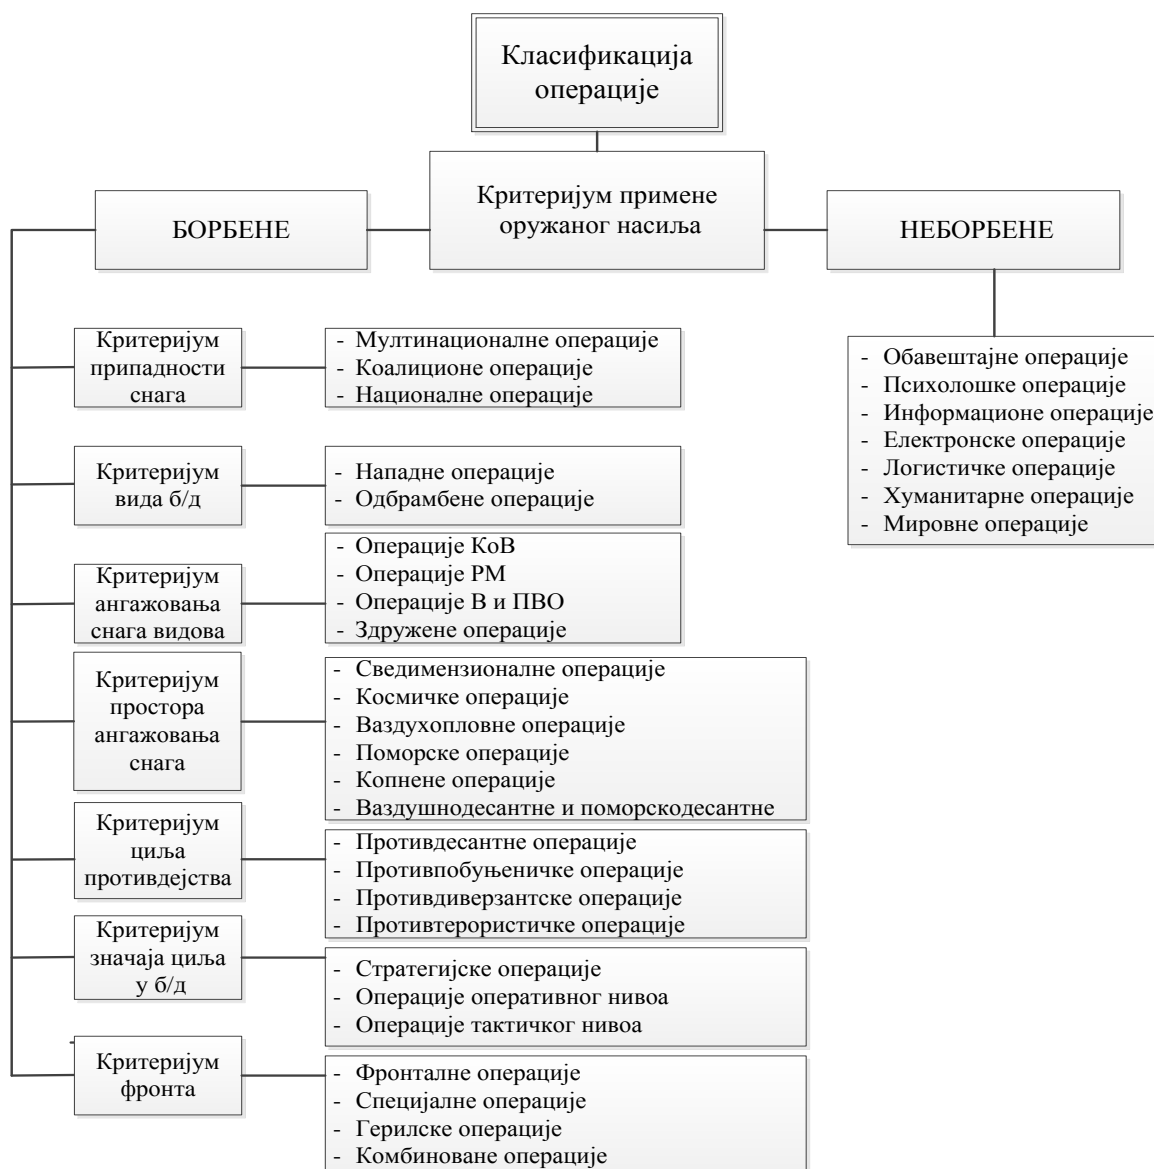 Класификација
операције
Критеријум примене
оружаног насиља
БОРБЕНЕ
НЕБОРБЕНЕ
Критеријум
припадности
снага
- Мултинационалне операције
- Коалиционе операције
- Националне операције
- Обавештајне операције
- Психолошке операције
- Информационе операције
- Електронске операције
- Логистичке операције
- Хуманитарне операције
- Мировне операције
Критеријум
вида б/д
- Нападне операције
- Одбрамбене операције
Критеријум
ангажовања
снага видова
- Операције КоВ
- Операције РМ
- Операције В и ПВО
- Здружене операције
Критеријум
простора
ангажовања
снага
- Сведимензионалне операције
- Космичке операције
- Ваздухопловне операције
- Поморске операције
- Копнене операције
- Ваздушнодесантне и поморскодесантне
Критеријум
циља
противдејства
- Противдесантне операције
- Противпобуњеничке операције
- Противдиверзантске операције
- Противтерористичке операције
Критеријум
значаја циља
у б/д
- Стратегијске операције
- Операције оперативног нивоа
- Операције тактичког нивоа
Критеријум
фронта
- Фронталне операције
- Специјалне операције
- Герилске операције
- Комбиноване операције